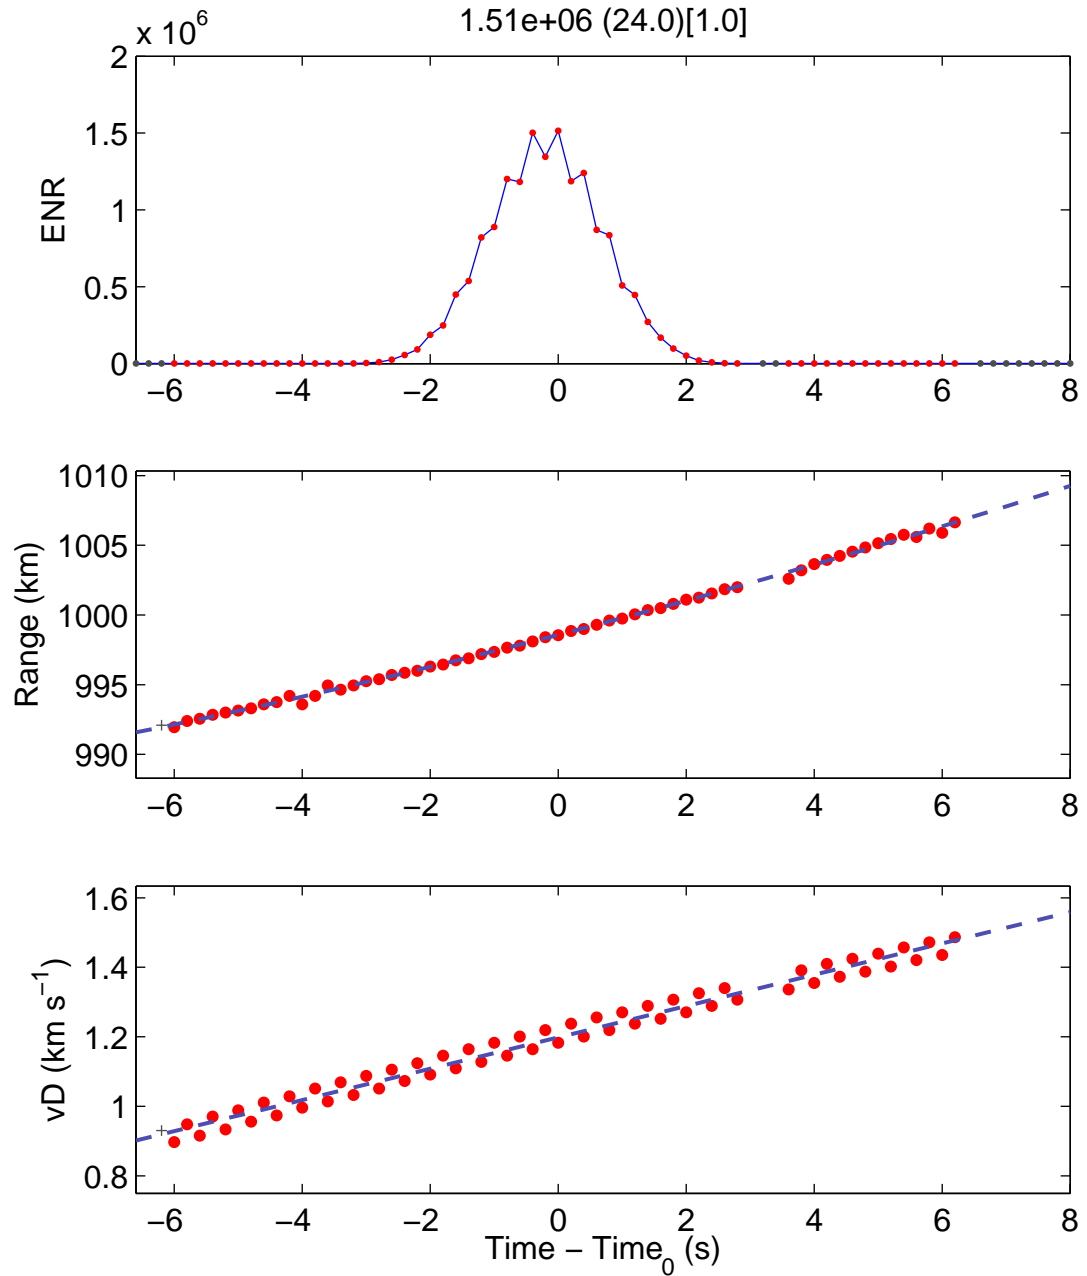 1.51e+06 (24.0)[1.0]
x 10^6
2
1.5
1
0.5
0
ENR
−6 −4 −2 0 2 4 6 8
1010
1005
1000
995
990
Range (km)
−6 −4 −2 0 2 4 6 8
1.6
1.4
1.2
1
0.8
vD (km s^−1)
−6 −4 −2 0 2 4 6 8
Time − Time_0 (s)